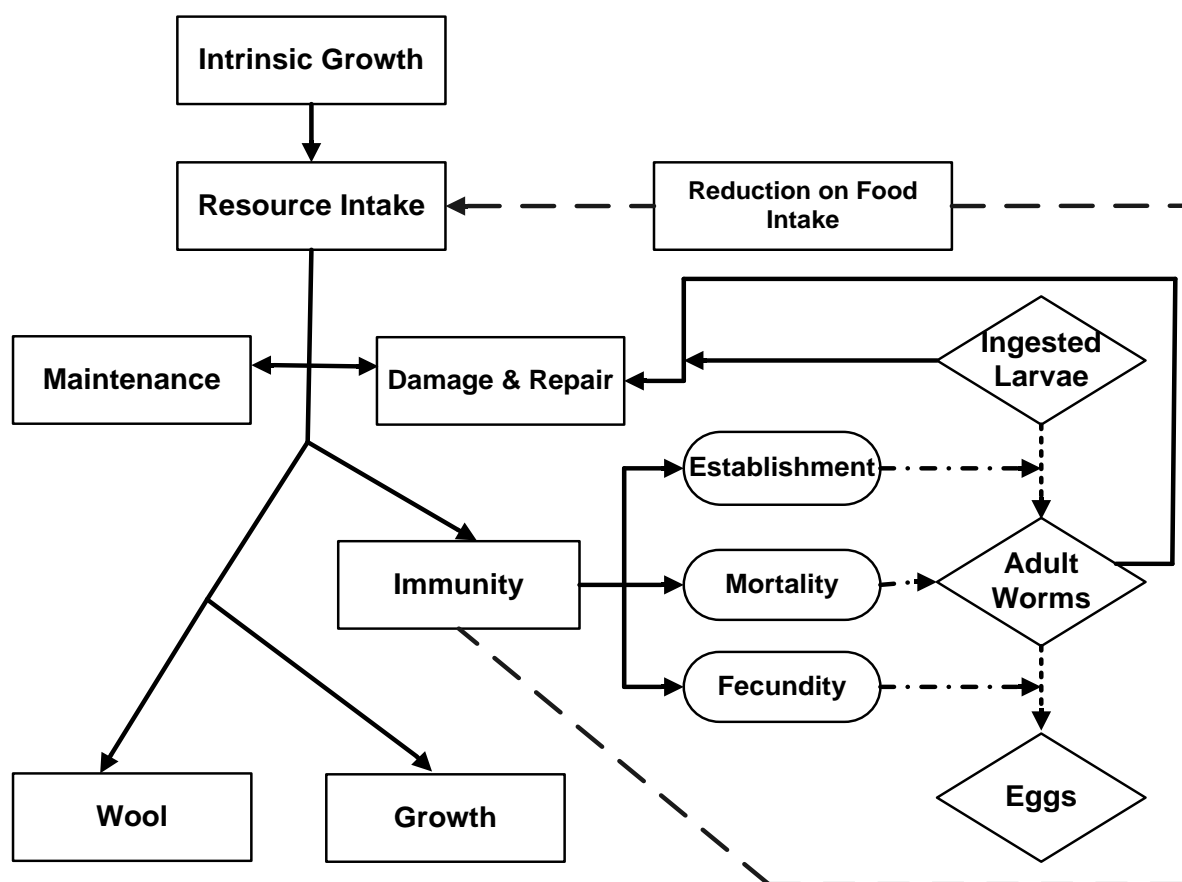 Intrinsic Growth
Resource Intake
Reduction on Food
Intake
Maintenance
Damage & Repair
Ingested
Larvae
Establishment
Immunity
Mortality
Adult
Worms
Fecundity
Wool
Growth
Eggs